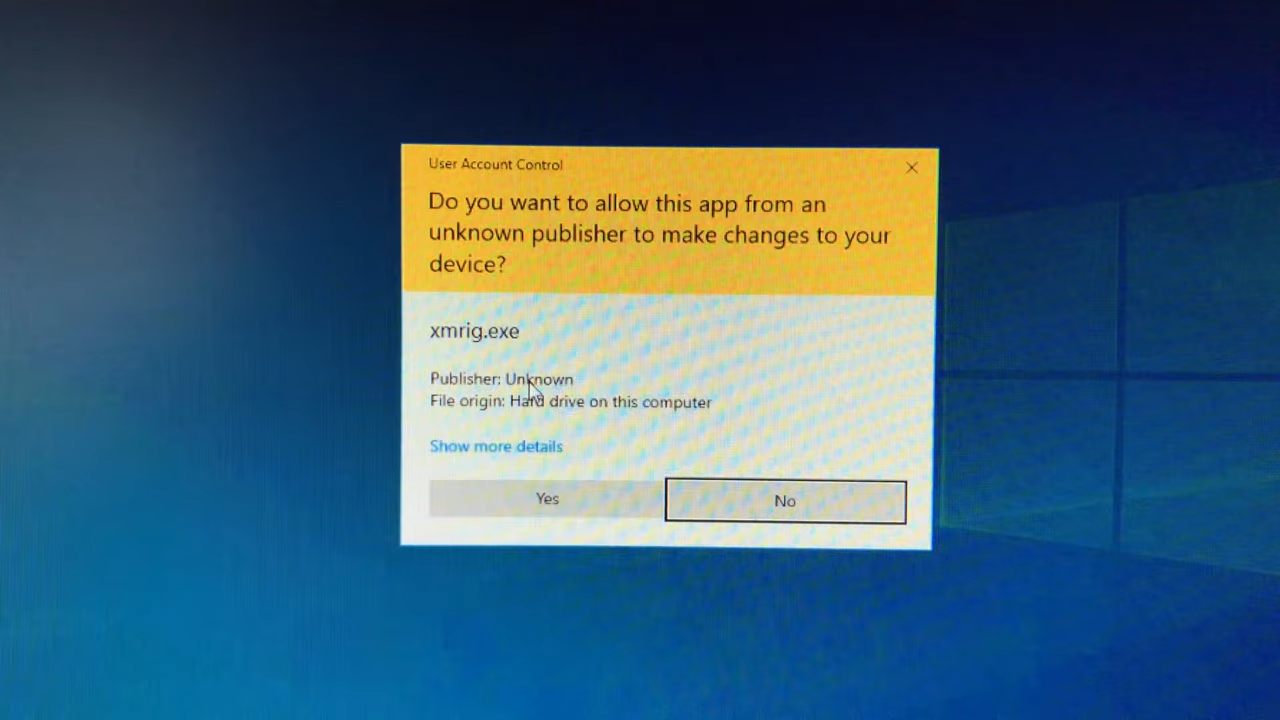 User Account Control
Do you want to allow this app from an
unknown publisher to make changes to your
device?
xmrig.exe
Publisher: Unknown
File origin: Hard drive on this computer
Show more details
Yes
No